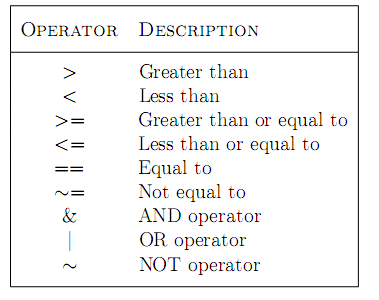 OPERATOR DESCRIPTION
> Greater than
< Less than
>= Greater than or equal to
<= Less than or equal to
== Equal to
~= Not equal to
& AND operator
| OR operator
~ NOT operator